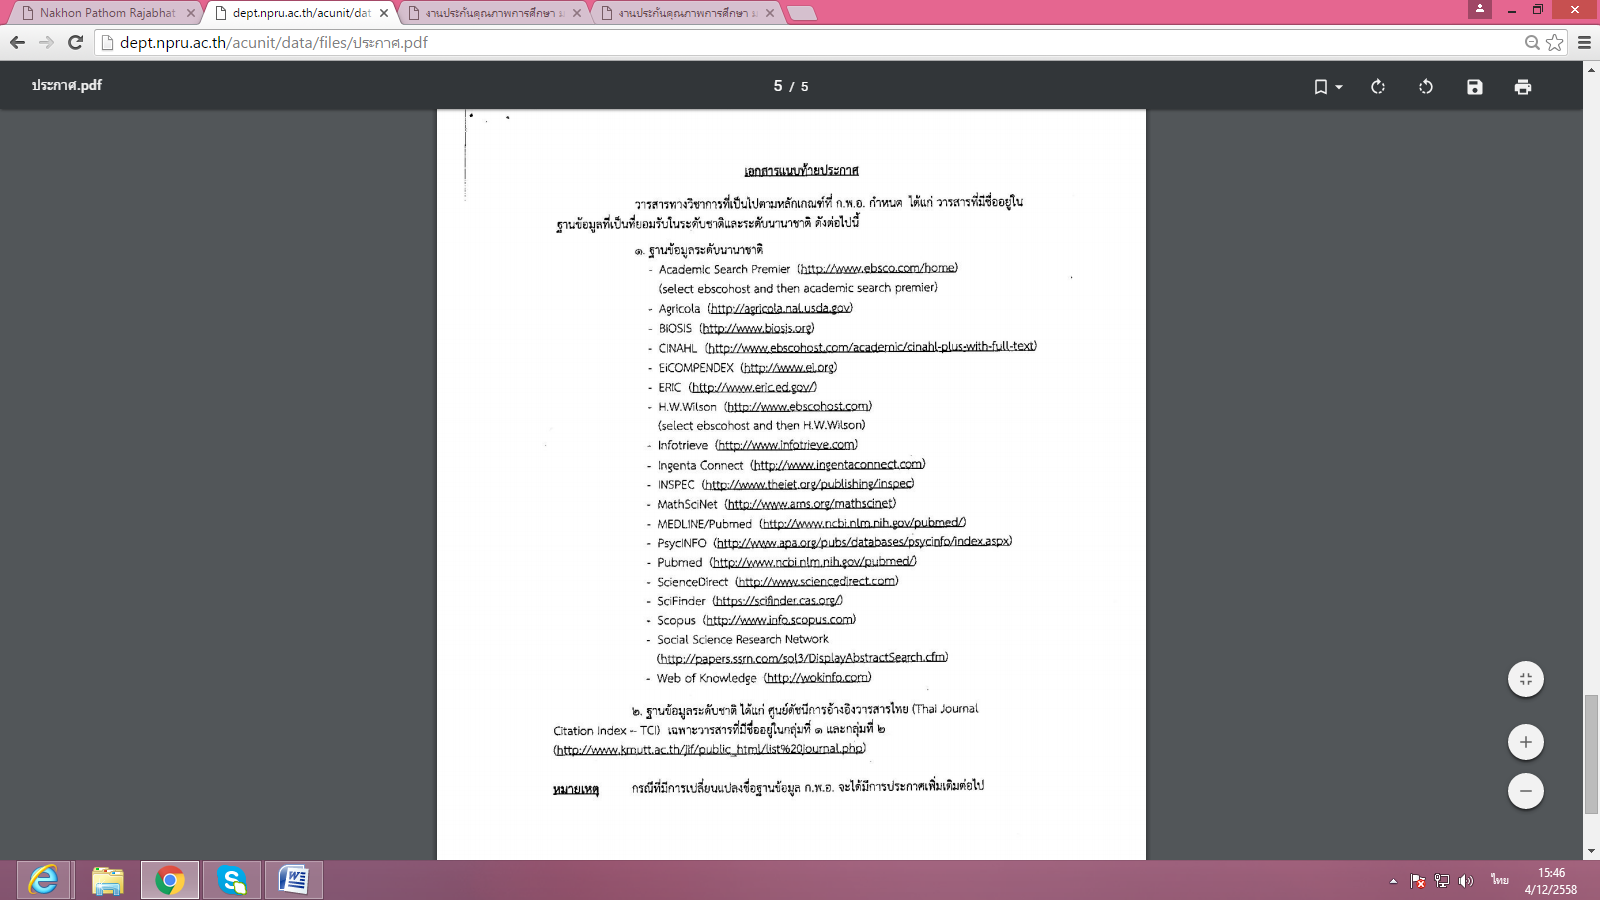 Nakhon Pathom Rajabhat
dept.npru.ac.th/acunit/dat
งานประกันคุณภาพการศึกษา ม
งานประกันคุณภาพการศึกษา ม
dept.npru.ac.th/acunit/data/files/ประกาศ.pdf
ประกาศ.pdf
5 / 5
เอกสารแนบท้ายประกาศ
วารสารทางวิชาการที่เป็นไปตามหลักเกณฑ์ที่ ก.พ.อ. กำหนด ได้แก่ วารสารที่มีชื่ออยู่ใน
ฐานข้อมูลที่เป็นที่ยอมรับในระดับชาติและระดับนานาชาติ ดังต่อไปนี้
๑. ฐานข้อมูลระดับนานาชาติ
- Academic Search Premier (http://www.ebsco.com/home)
(select ebscohost and then academic search premier)
- Agricola (http://agricola.nal.usda.gov)
- BIOSIS (http://www.biosis.org)
- CINAHL (http://www.ebscohost.com/academic/cinahl-plus-with-full-text)
- EiCOMPENDEX (http://www.ei.org)
- ERIC (http://www.eric.ed.gov/)
- H.W.Wilson (http://www.ebscohost.com)
(select ebscohost and then H.W.Wilson)
- Infotrieve (http://www.infotrieve.com)
- Ingenta Connect (http://www.ingentaconnect.com)
- INSPEC (http://www.theiet.org/publishing/inspec)
- MathSciNet (http://www.ams.org/mathscinet)
- MEDLINE/Pubmed (http://www.ncbi.nlm.nih.gov/pubmed/)
- PsycINFO (http://www.apa.org/pubs/databases/psycinfo/index.aspx)
- Pubmed (http://www.ncbi.nlm.nih.gov/pubmed/)
- ScienceDirect (http://www.sciencedirect.com)
- SciFinder (https://scifinder.cas.org/)
- Scopus (http://www.info.scopus.com)
- Social Science Research Network
(http://papers.ssrn.com/sol3/DisplayAbstractSearch.cfm)
- Web of Knowledge (http://wokinfo.com)
๒. ฐานข้อมูลระดับชาติ ได้แก่ ศูนย์ดัชนีการอ้างอิงวารสารไทย (Thai Journal
Citation Index – TCI) เฉพาะวารสารที่มีชื่ออยู่ในกลุ่มที่ ๑ และกลุ่มที่ ๒
(http://www.kmutt.ac.th/jif/public_html/list%20journal.php)
หมายเหตุ กรณีที่มีการเปลี่ยนแปลงชื่อฐานข้อมูล ก.พ.อ. จะได้มีการประกาศเพิ่มเติมต่อไป
ไทย
15:46
4/12/2558